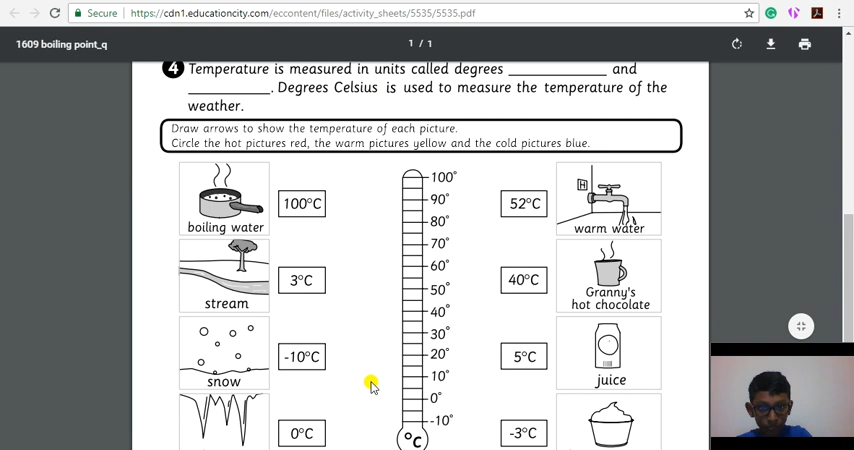 Secure
https://cdn1.educationcity.com/eccontent/files/activity_sheets/5535/5535.pdf
1609 boiling point_q
1 / 1
4 Temperature is measured in units called degrees ____________ and
__________. Degrees Celsius is used to measure the temperature of the
weather.
Draw arrows to show the temperature of each picture.
Circle the hot pictures red, the warm pictures yellow and the cold pictures blue.
boiling water
100°C
stream
3°C
snow
-10°C
0°C
100°
90°
80°
70°
60°
50°
40°
30°
20°
10°
0°
-10°
°C
52°C
H
warm water
40°C
Granny's
hot chocolate
5°C
juice
-3°C